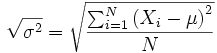 \sqrt{\sigma^2} = \sqrt{\frac{\sum_{i=1}^{N} (X_i - \mu)^2}{N}}